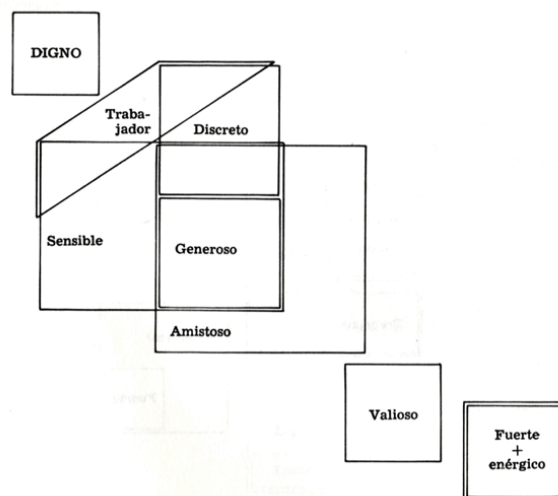 DIGNO
Traba-
jador
Discreto
Sensible
Generoso
Amistoso
Valioso
Fuerte
+
enérgico